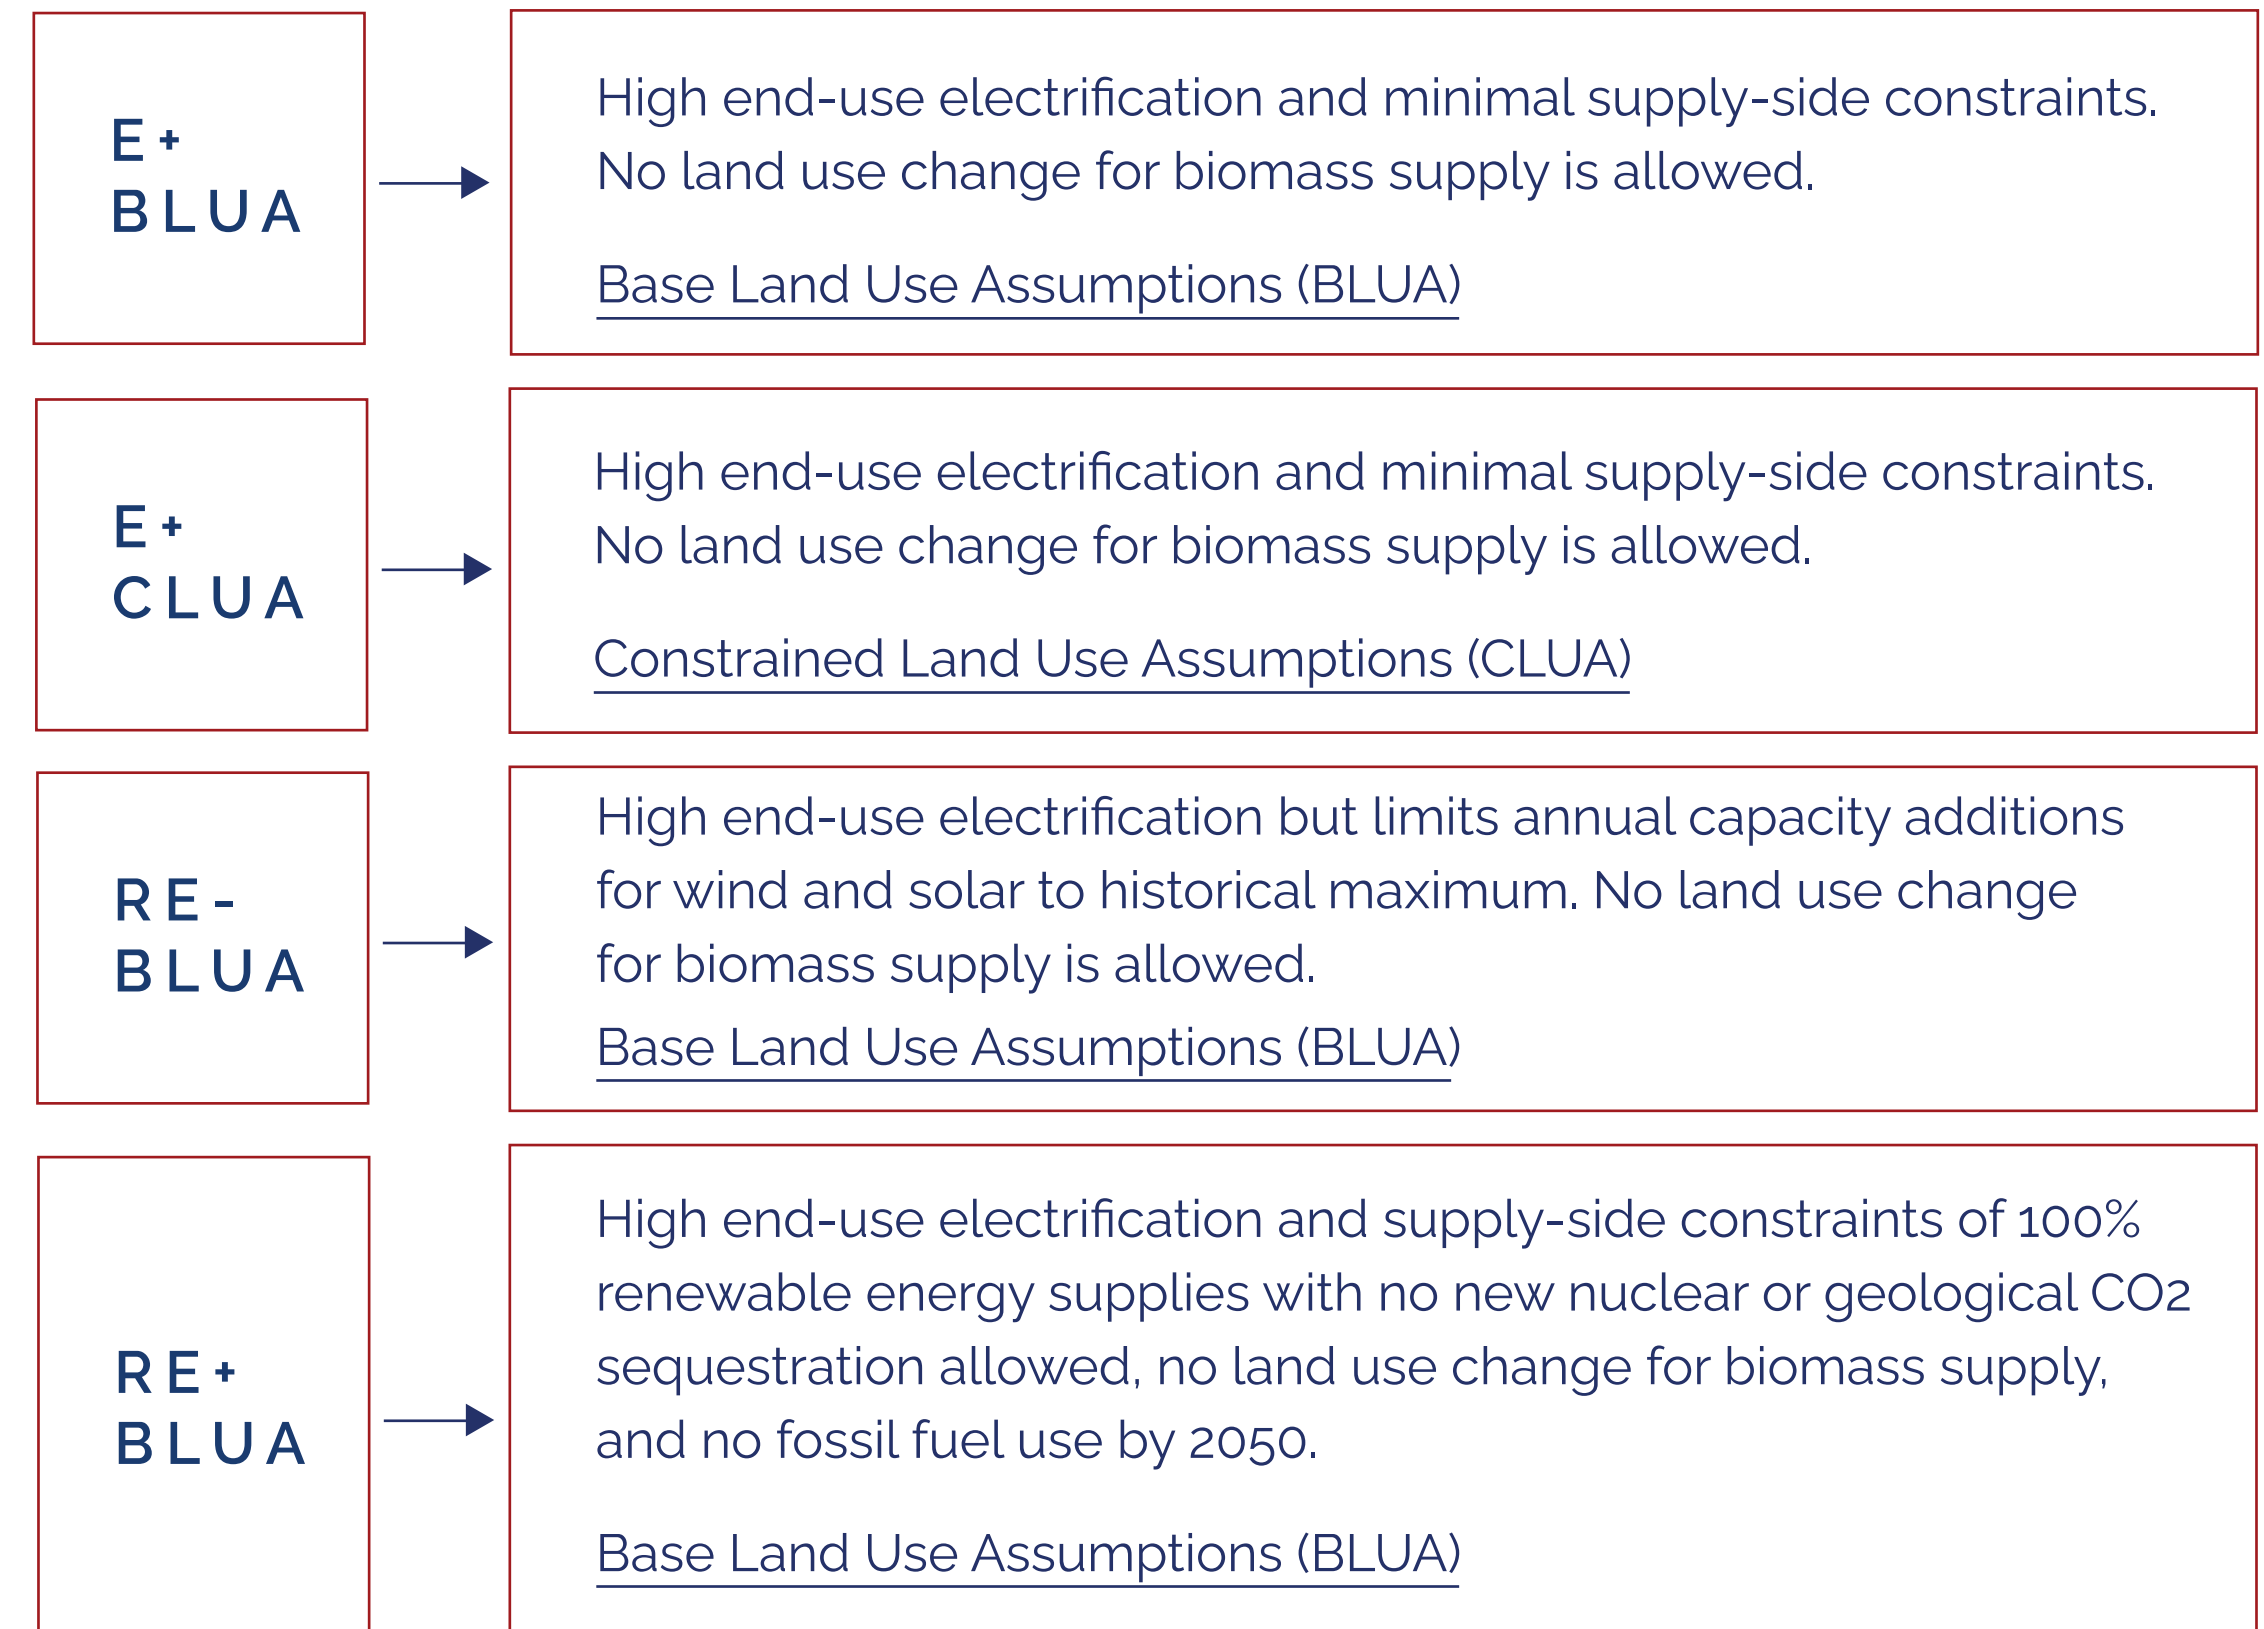 E+
BLUA
High end-use electrification and minimal supply-side constraints.
No land use change for biomass supply is allowed.
Base Land Use Assumptions (BLUA)
E+
CLUA
High end-use electrification and minimal supply-side constraints.
No land use change for biomass supply is allowed.
Constrained Land Use Assumptions (CLUA)
RE-
BLUA
High end-use electrification but limits annual capacity additions
for wind and solar to historical maximum. No land use change
for biomass supply is allowed.
Base Land Use Assumptions (BLUA)
RE+
BLUA
High end-use electrification and supply-side constraints of 100%
renewable energy supplies with no new nuclear or geological CO2
sequestration allowed, no land use change for biomass supply,
and no fossil fuel use by 2050.
Base Land Use Assumptions (BLUA)